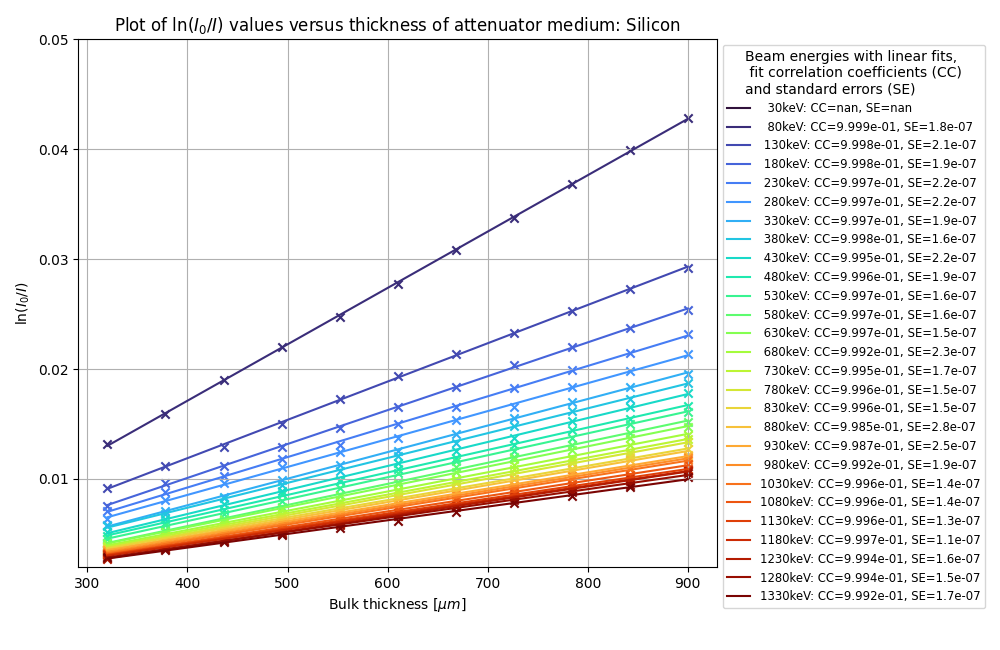 Plot of ln(I₀/I) values versus thickness of attenuator medium: Silicon
0.05
0.04
0.03
0.02
0.01
ln(I₀/I)
300
400
500
600
700
800
900
Bulk thickness [μm]
Beam energies with linear fits,
fit correlation coefficients (CC)
and standard errors (SE)
30keV: CC=nan, SE=nan
80keV: CC=9.999e-01, SE=1.8e-07
130keV: CC=9.998e-01, SE=2.1e-07
180keV: CC=9.998e-01, SE=1.9e-07
230keV: CC=9.997e-01, SE=2.2e-07
280keV: CC=9.997e-01, SE=2.2e-07
330keV: CC=9.997e-01, SE=1.9e-07
380keV: CC=9.998e-01, SE=1.6e-07
430keV: CC=9.995e-01, SE=2.2e-07
480keV: CC=9.996e-01, SE=1.9e-07
530keV: CC=9.997e-01, SE=1.6e-07
580keV: CC=9.997e-01, SE=1.6e-07
630keV: CC=9.997e-01, SE=1.5e-07
680keV: CC=9.992e-01, SE=2.3e-07
730keV: CC=9.995e-01, SE=1.7e-07
780keV: CC=9.996e-01, SE=1.5e-07
830keV: CC=9.996e-01, SE=1.5e-07
880keV: CC=9.985e-01, SE=2.8e-07
930keV: CC=9.987e-01, SE=2.5e-07
980keV: CC=9.992e-01, SE=1.9e-07
1030keV: CC=9.996e-01, SE=1.4e-07
1080keV: CC=9.996e-01, SE=1.4e-07
1130keV: CC=9.996e-01, SE=1.3e-07
1180keV: CC=9.997e-01, SE=1.1e-07
1230keV: CC=9.994e-01, SE=1.6e-07
1280keV: CC=9.994e-01, SE=1.5e-07
1330keV: CC=9.992e-01, SE=1.7e-07